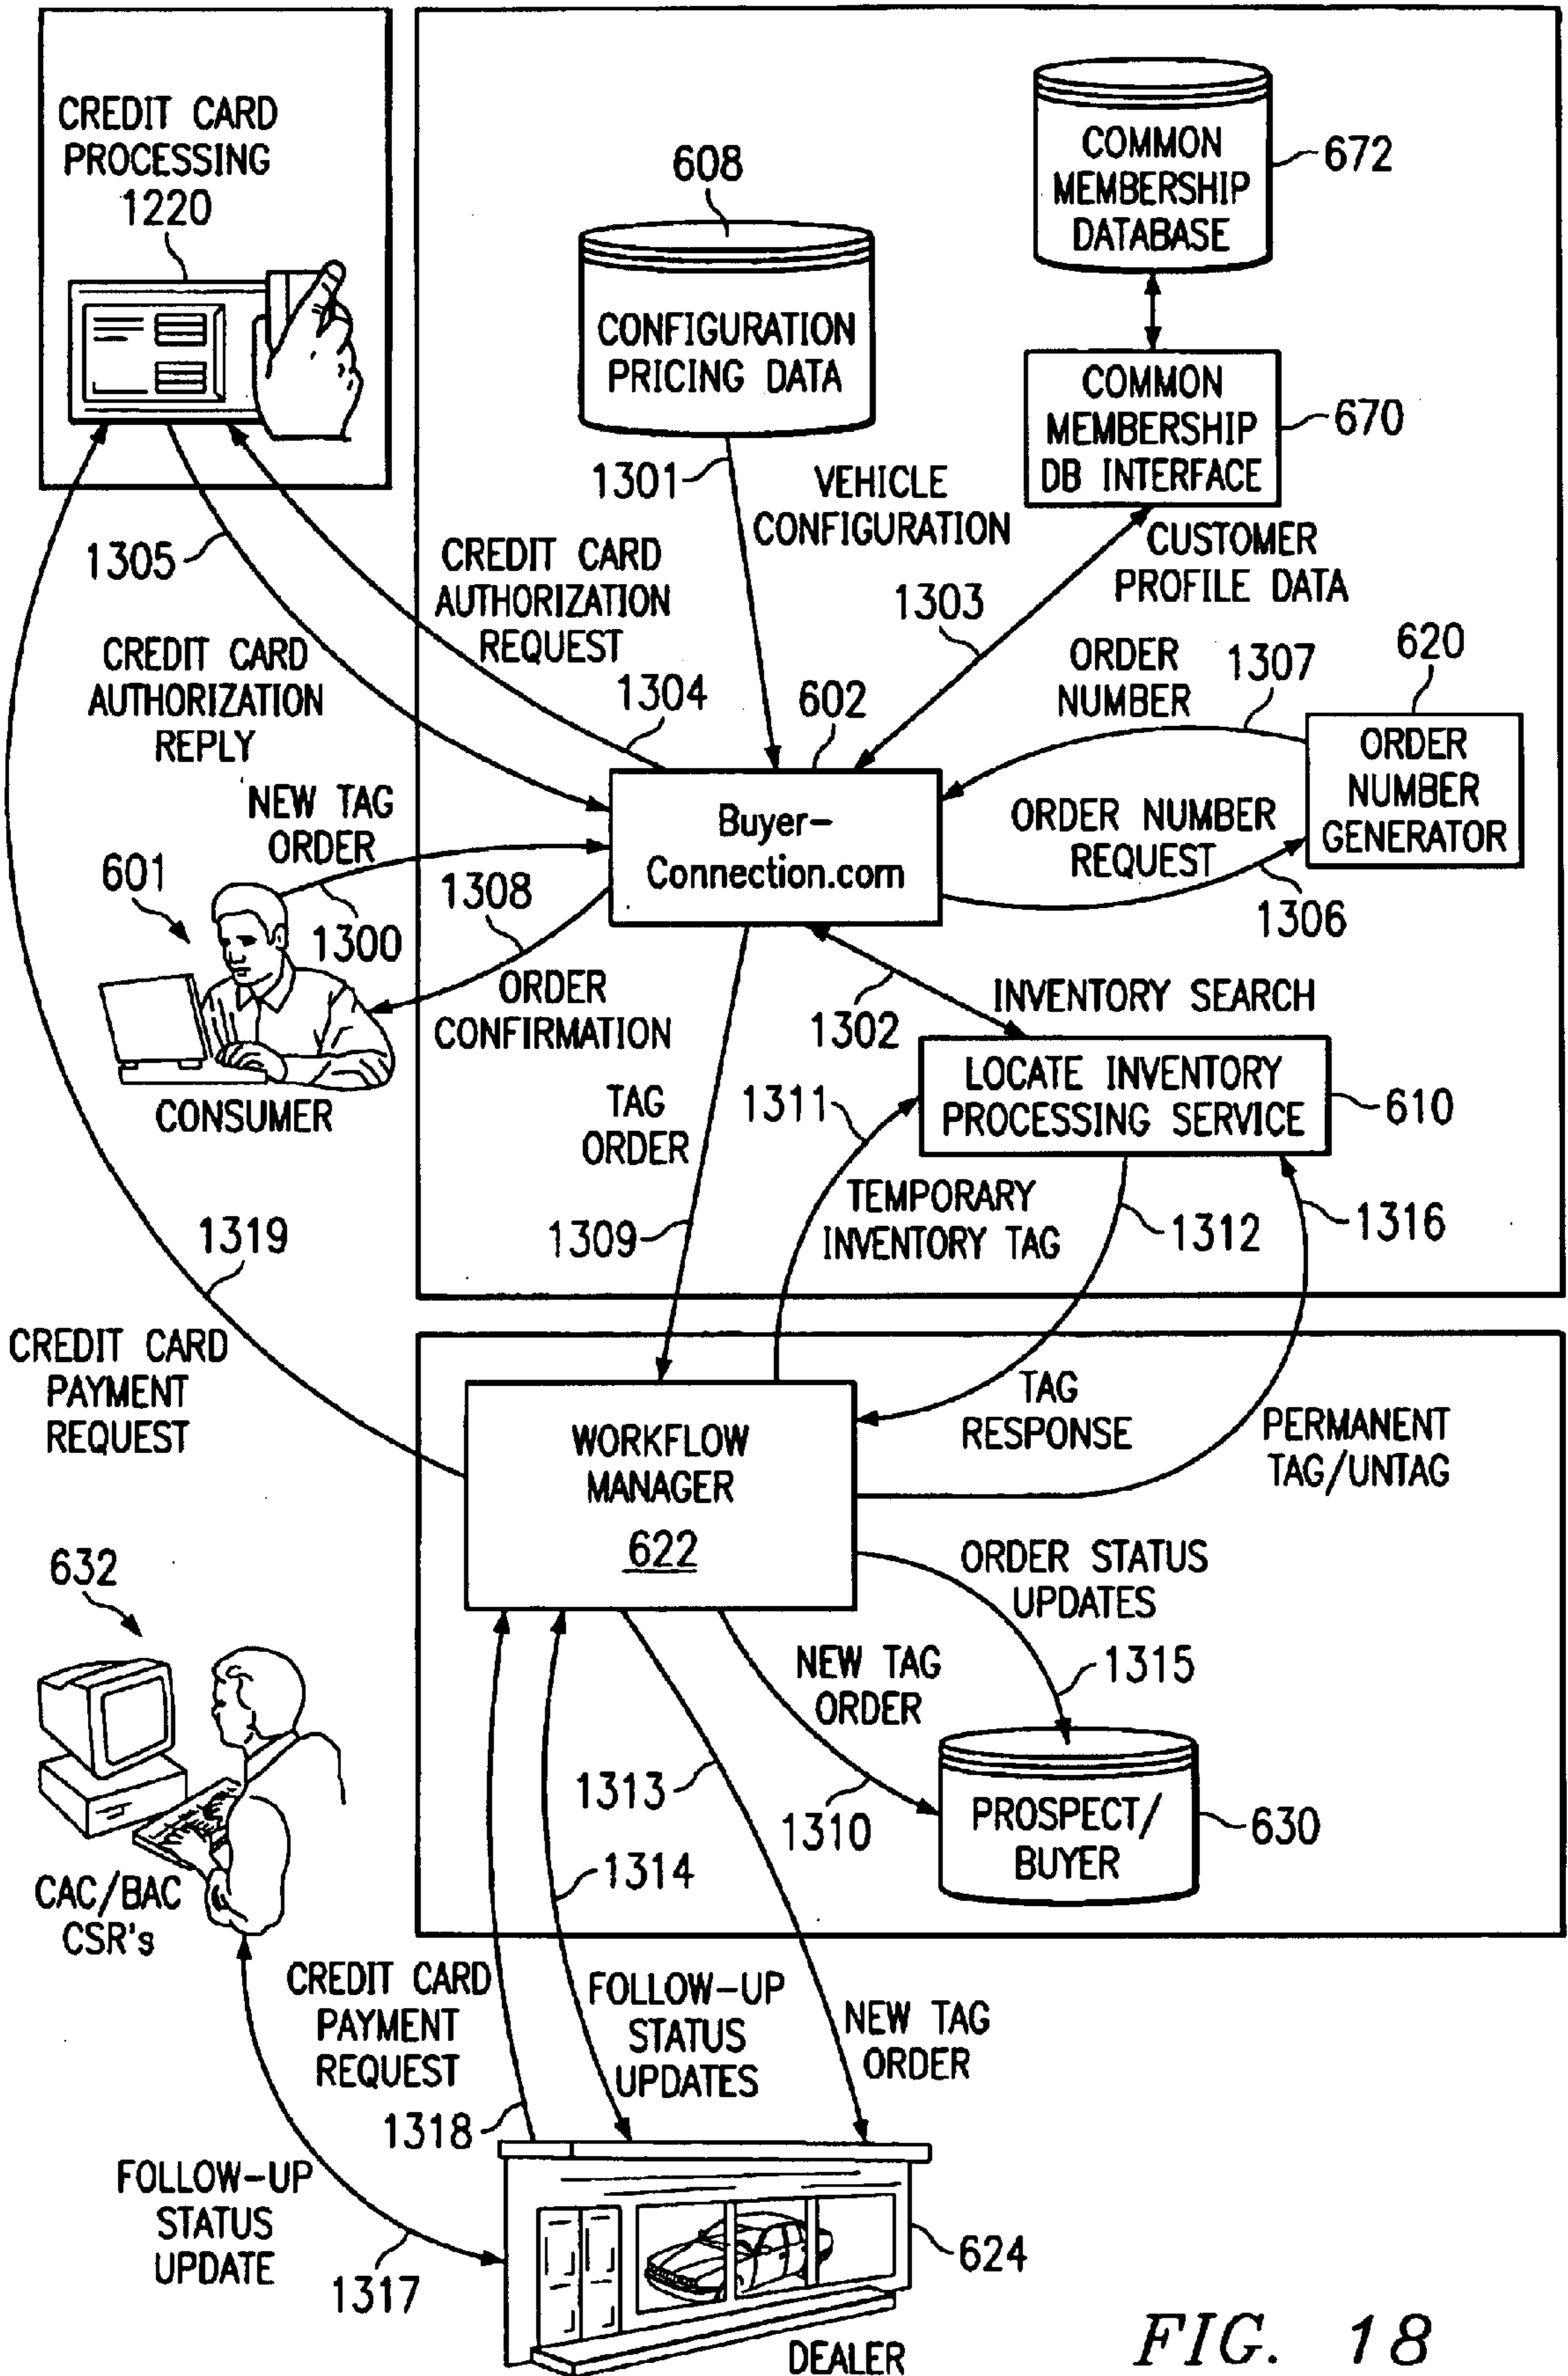 CREDIT CARD
PROCESSING
1220
608
CONFIGURATION
PRICING DATA
COMMON
MEMBERSHIP
DATABASE
672
COMMON
MEMBERSHIP
DB INTERFACE
670
1301
VEHICLE
CONFIGURATION
CUSTOMER
PROFILE DATA
1303
1305
CREDIT CARD
AUTHORIZATION
REQUEST
1304
CREDIT CARD
AUTHORIZATION
REPLY
602
Buyer-
Connection.com
ORDER
NUMBER
1307
620
ORDER
NUMBER
GENERATOR
ORDER NUMBER
REQUEST
1306
NEW TAG
ORDER
601
1300
1308
CONSUMER
ORDER
CONFIRMATION
1302
INVENTORY SEARCH
LOCATE INVENTORY
PROCESSING SERVICE
610
TAG
ORDER
1309
1311
TEMPORARY
INVENTORY TAG
1312
1316
1319
CREDIT CARD
PAYMENT
REQUEST
WORKFLOW
MANAGER
622
TAG
RESPONSE
PERMANENT
TAG/UNTAG
ORDER STATUS
UPDATES
1315
NEW TAG
ORDER
1310
PROSPECT/
BUYER
630
632
CAC/BAC
CSR's
1313
1314
CREDIT CARD
PAYMENT
REQUEST
1318
FOLLOW-UP
STATUS
UPDATES
NEW TAG
ORDER
FOLLOW-UP
STATUS
UPDATE
1317
624
DEALER
FIG. 18